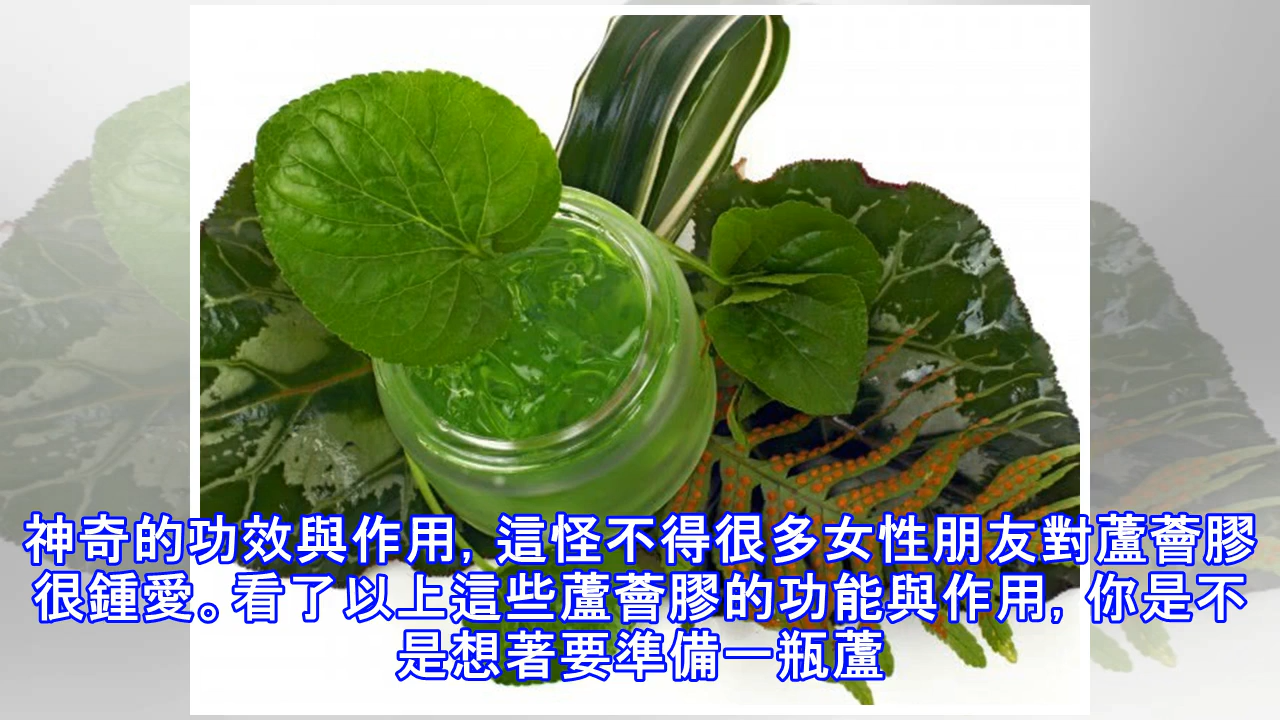 神奇的功效與作用, 這怪不得很多女性朋友對蘆薈膠
很鍾愛。看了以上這些蘆薈膠的功能與作用, 你是不
是想著要準備一瓶蘆